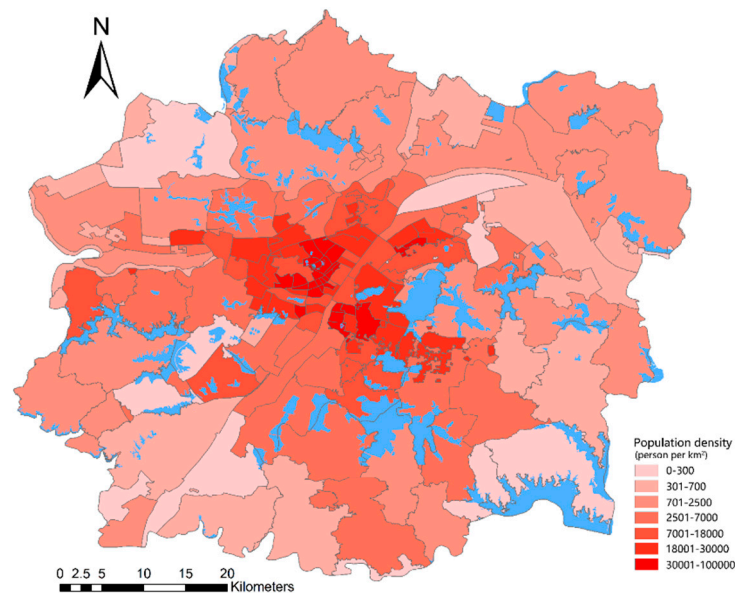 N
Population density
(person per km²)
0-300
301-700
701-2500
2501-7000
7001-18000
18001-30000
30001-100000
0 2.5 5 10 15 20
Kilometers